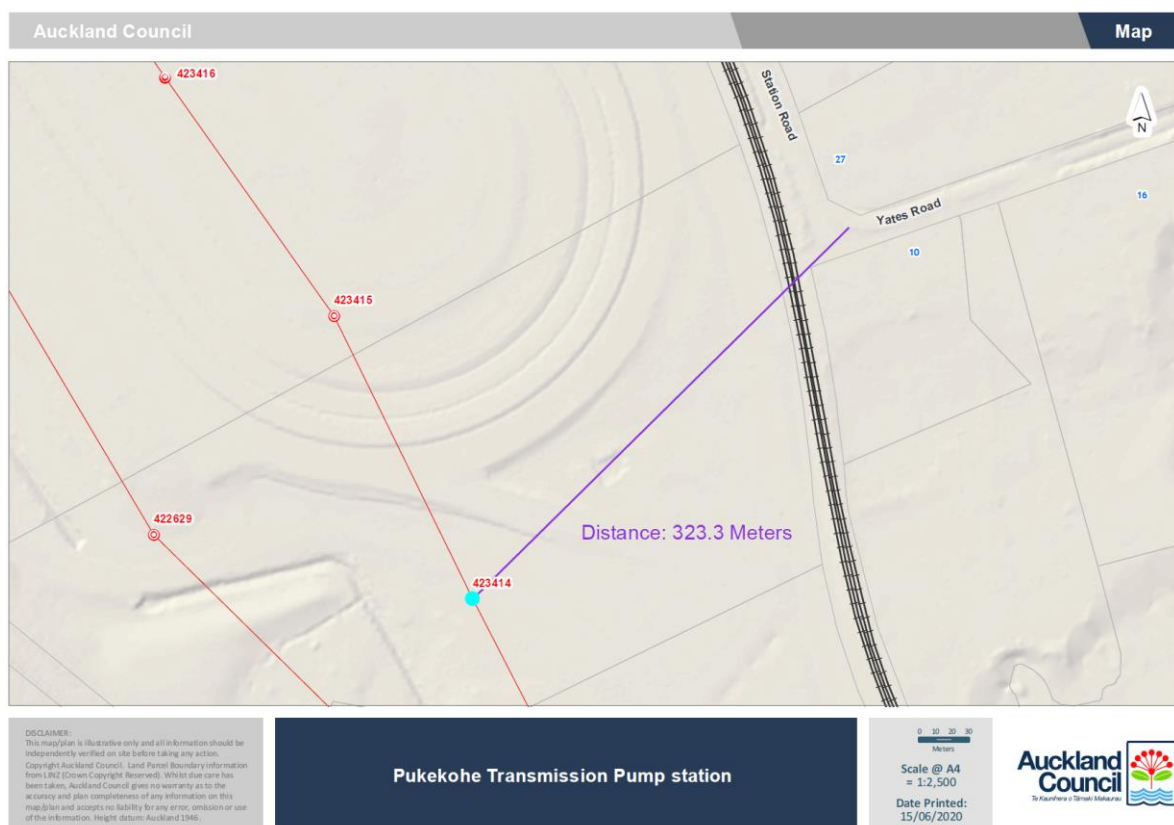 Auckland Council
Map
423416
Station Road
N
27
16
Yates Road
10
423415
Distance: 323.3 Meters
422629
423414
DISCLAIMER:
This map/plan is illustrative only and all information should be
independently verified on site before taking any action.
Copyright Auckland Council. Land Parcel Boundary information
from LINZ (Crown Copyright Reserved). Whilst due care has
been taken, Auckland Council gives no warranty as to the
accuracy and plan completeness of any information on this
map/plan and accepts no liability for any error, omission or use
of the information. Height datum: Auckland 1946.
Pukekohe Transmission Pump station
0 10 20 30
Meters
Scale @ A4
= 1:2,500
Date Printed:
15/06/2020
Auckland
Council
Te Kaunihera o Tāmaki Makaurau